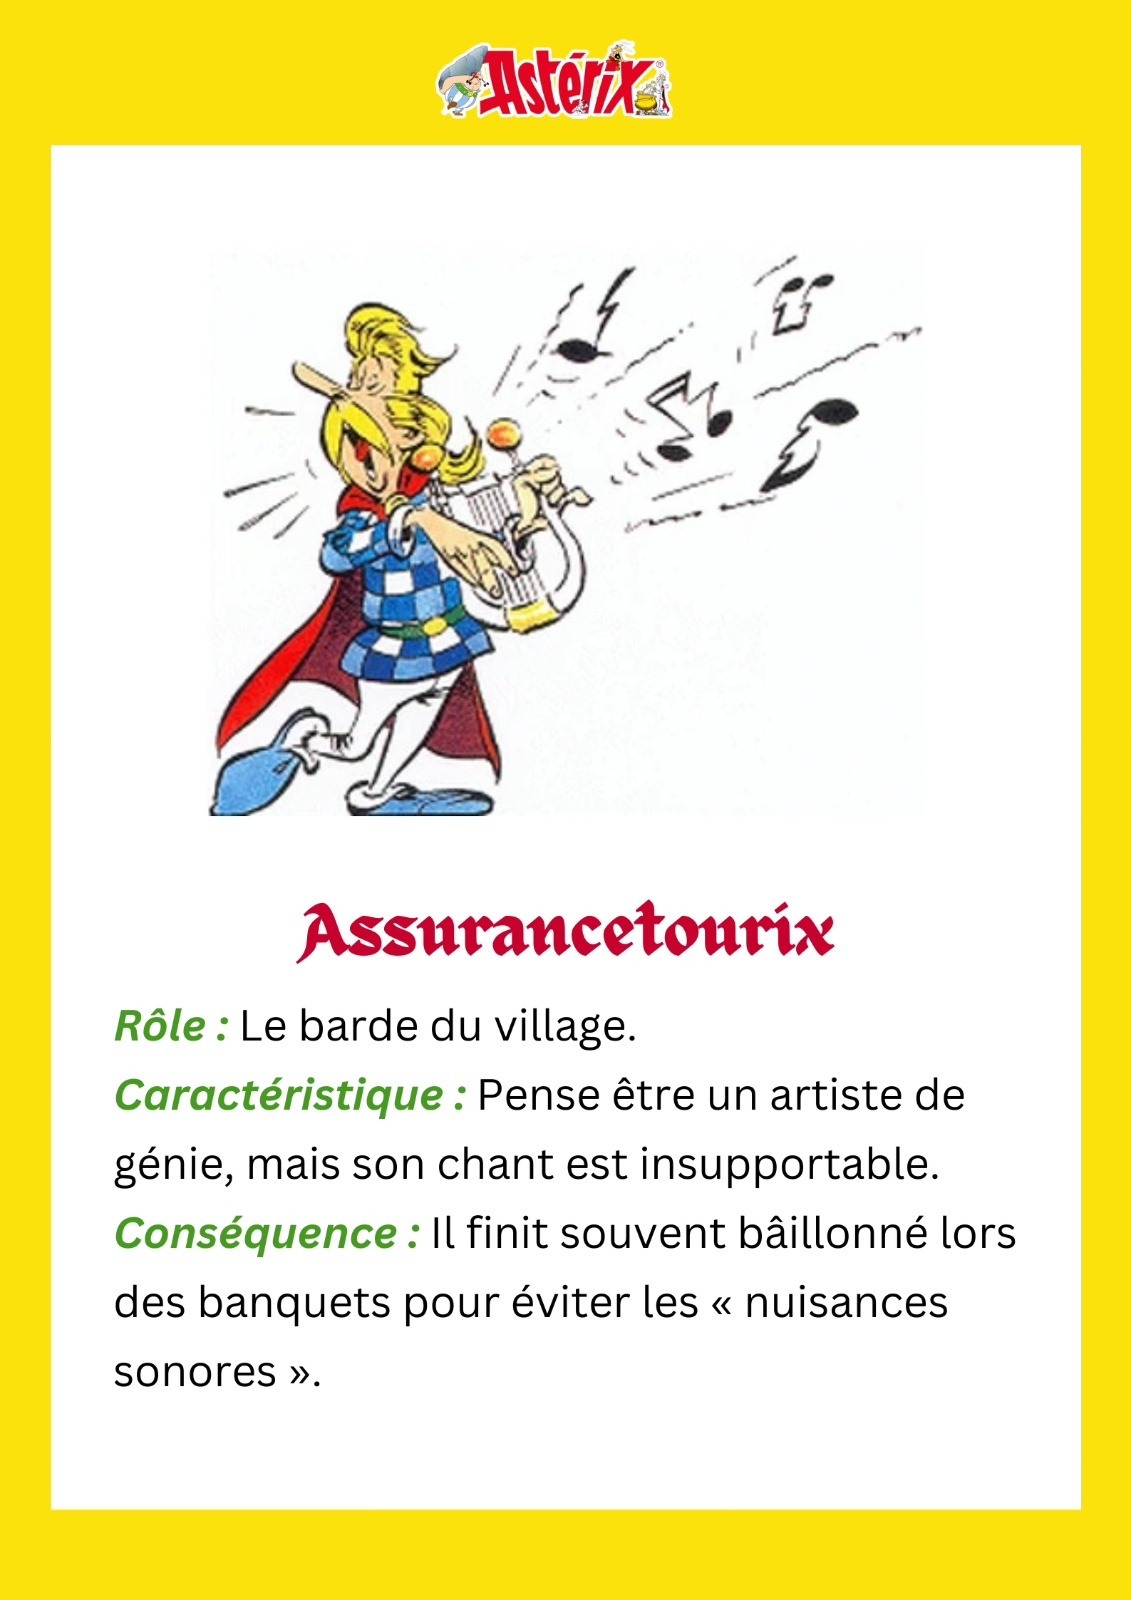 Astérix
Assurancetourix
Rôle : Le barde du village.
Caractéristique : Pense être un artiste de
génie, mais son chant est insupportable.
Conséquence : Il finit souvent bâillonné lors
des banquets pour éviter les « nuisances
sonores ».